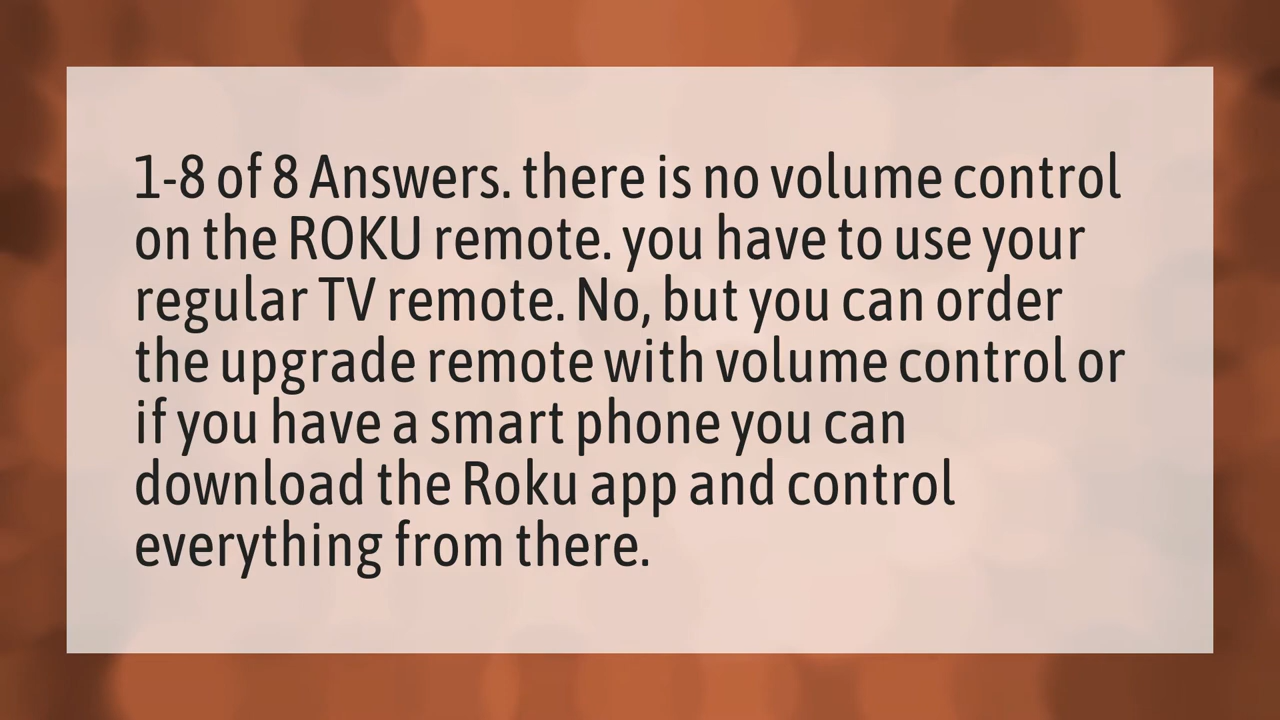 1-8 of 8 Answers. there is no volume control
on the ROKU remote. you have to use your
regular TV remote. No, but you can order
the upgrade remote with volume control or
if you have a smart phone you can
download the Roku app and control
everything from there.